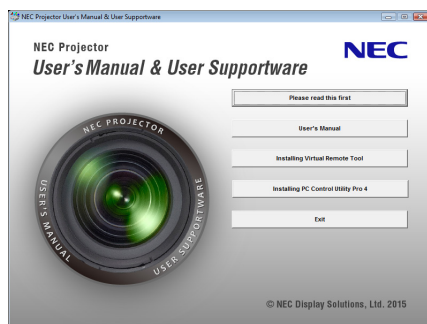 NEC Projector User's Manual & User Supportware
NEC Projector
NEC
User's Manual & User Supportware
Please read this first
User's Manual
Installing Virtual Remote Tool
Installing PC Control Utility Pro 4
Exit
NEC PROJECTOR
USER'S MANUAL
USER SUPPORTWARE
© NEC Display Solutions, Ltd. 2015